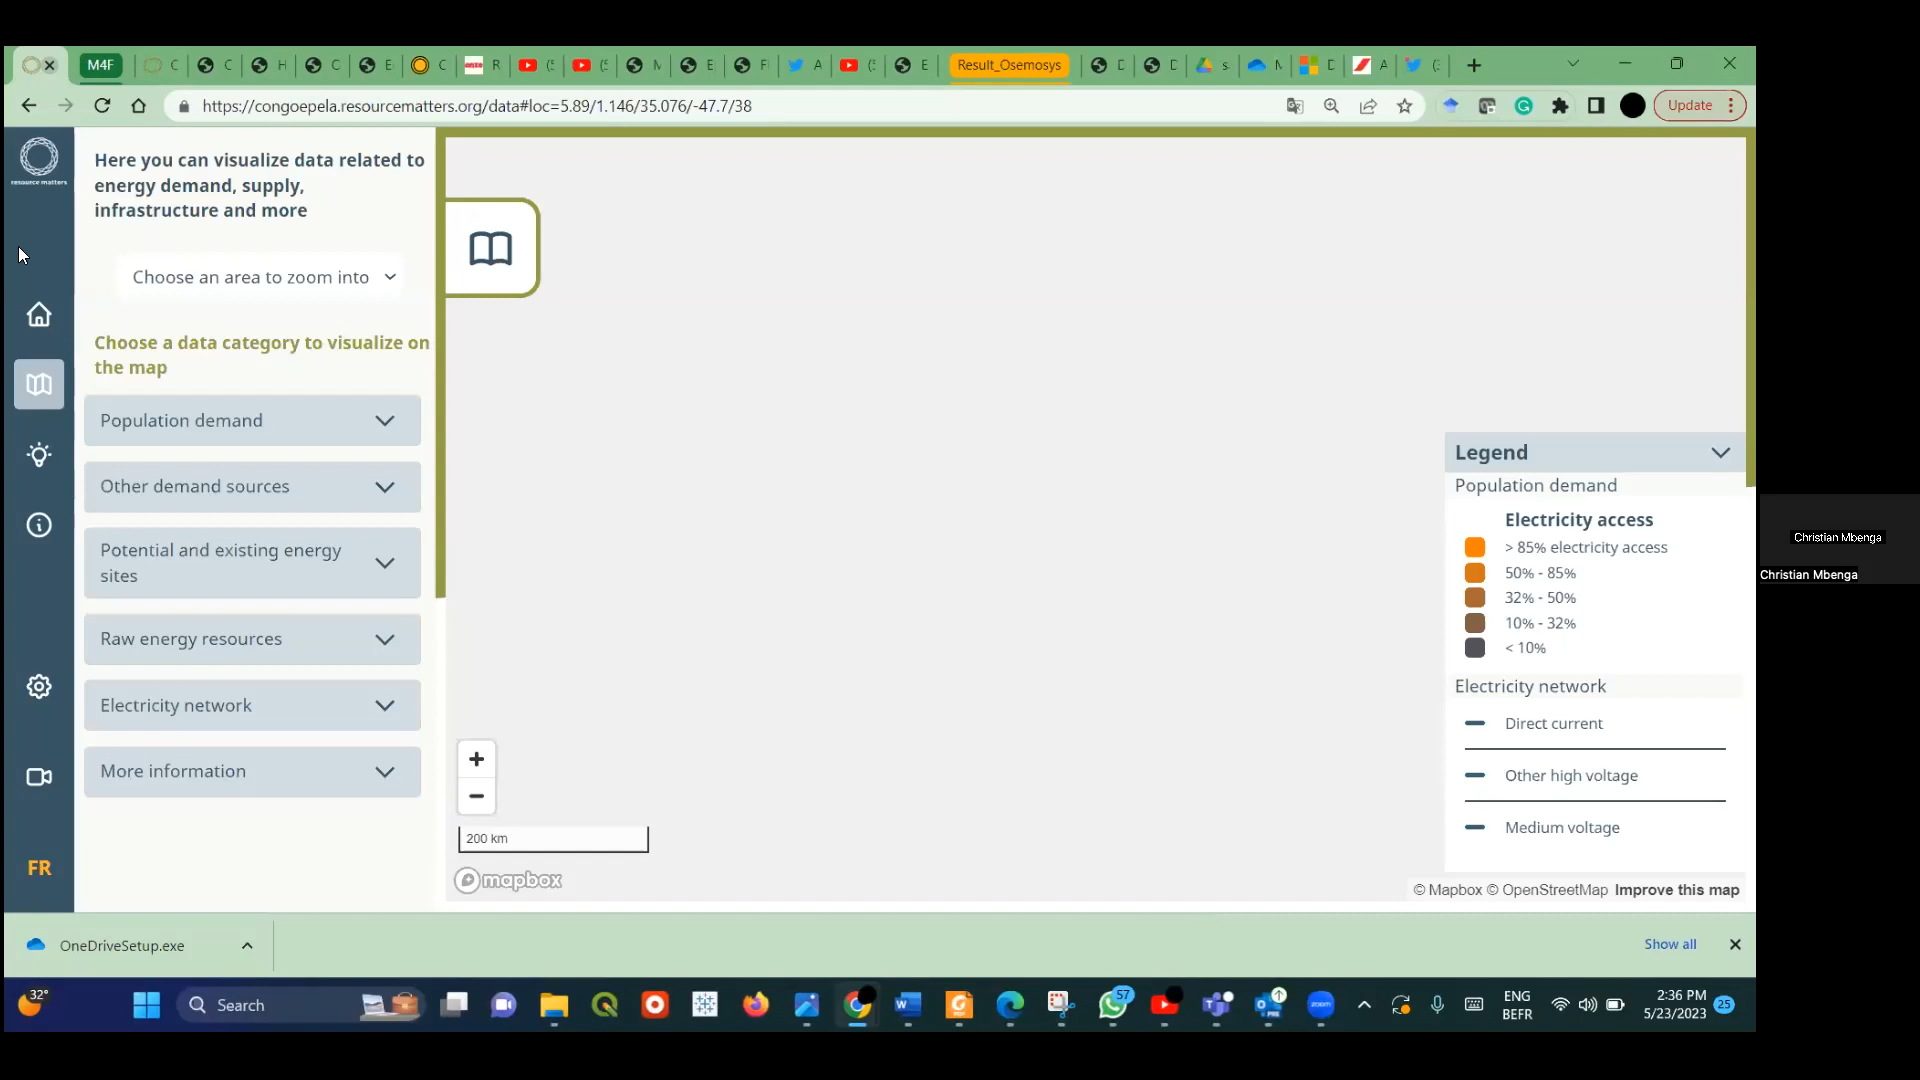 M4F
C
C
H
C
E
C
R
(5
(5
M
E
F
A
(:
E
Result_Osemosys
s
M
A
(:
https://congoepela.resourcematters.org/data#loc=5.89/1.146/35.076/-47.7/38
Update
resource matters
Here you can visualize data related to
energy demand, supply,
infrastructure and more
Choose an area to zoom into
Choose a data category to visualize on
the map
Population demand
Other demand sources
Potential and existing energy
sites
Raw energy resources
Electricity network
More information
FR
200 km
mapbox
Legend
Population demand
Electricity access
> 85% electricity access
50% - 85%
32% - 50%
10% - 32%
< 10%
Electricity network
Direct current
Other high voltage
Medium voltage
© Mapbox © OpenStreetMap Improve this map
Christian Mbenga
Christian Mbenga
OneDriveSetup.exe
Show all
32°
Search
57
zoom
ENG
BEFR
2:36 PM
5/23/2023
25